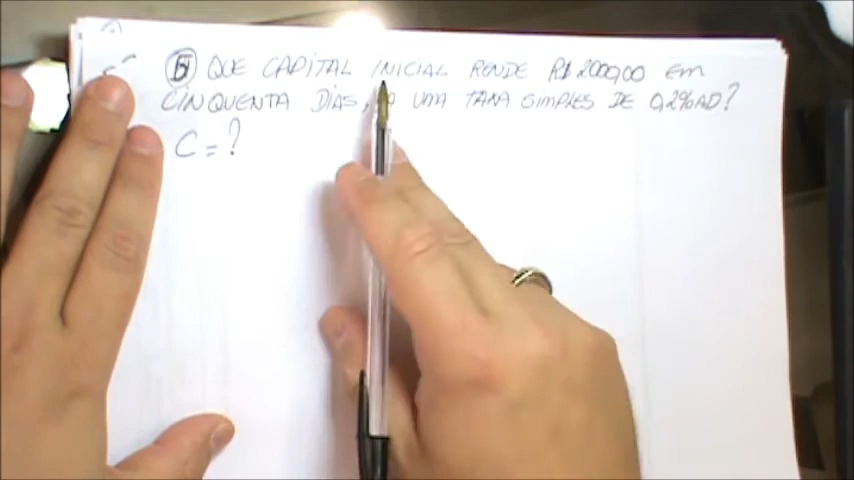 5 QUE CAPITAL INICIAL RENDE R$ 2000,00 EM
CINQUENTA DIAS, A UMA TAXA SIMPLES DE 0,2% AD?
C = ?